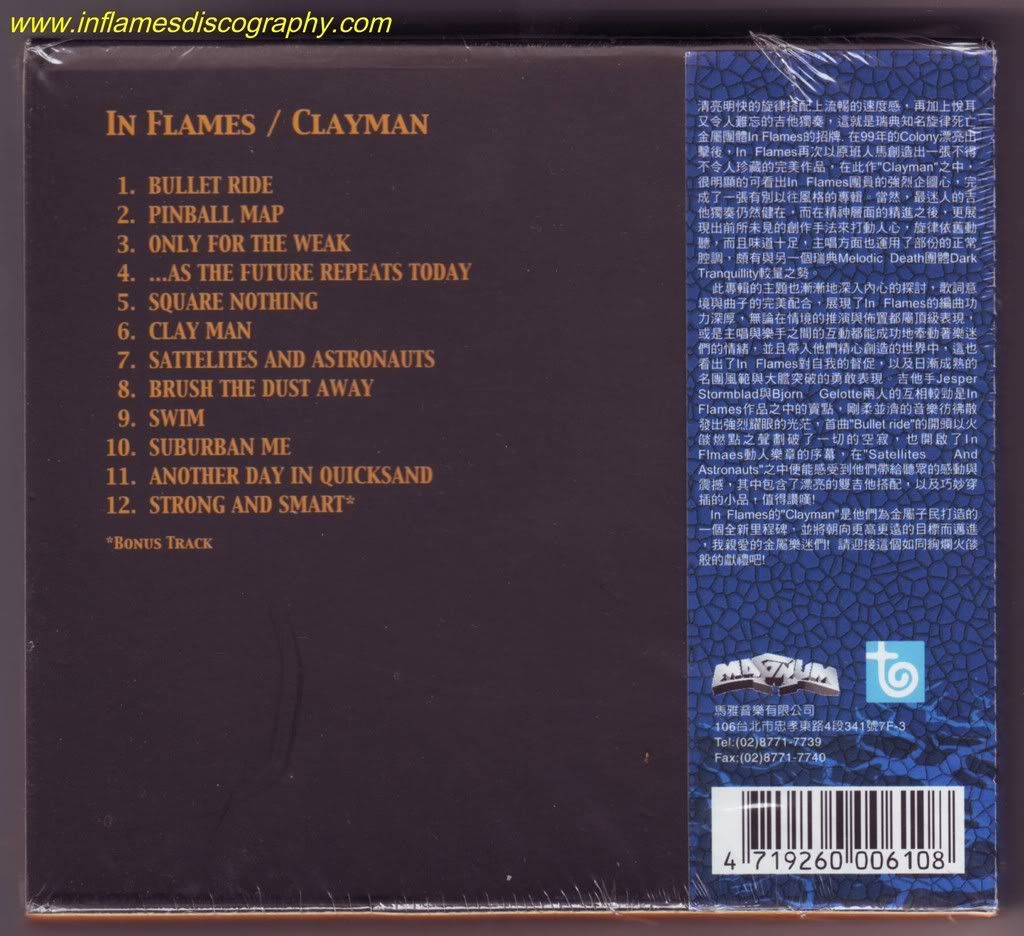 www.inflamesdiscography.com
IN FLAMES / CLAYMAN
1. BULLET RIDE
2. PINBALL MAP
3. ONLY FOR THE WEAK
4. ...AS THE FUTURE REPEATS TODAY
5. SQUARE NOTHING
6. CLAY MAN
7. SATTELITES AND ASTRONAUTS
8. BRUSH THE DUST AWAY
9. SWIM
10. SUBURBAN ME
11. ANOTHER DAY IN QUICKSAND
12. STRONG AND SMART*
*BONUS TRACK
清亮明快的旋律搭配上流暢的速度感，再加上悅耳
又令人難忘的吉他獨奏，這就是瑞典知名旋律死亡
金屬團體In Flames的招牌. 在99年的Colony漂亮出
擊後，In Flames再次以原班人馬創造出一張不得
不令人珍藏的完美作品，在此作"Clayman"之中，
很明顯的可看出In Flames團員的強烈企圖心，完
成了一張有別以往風格的專輯。當然，最迷人的吉
他獨奏仍然健在，而在精神層面的精進之後，更展
現出前所未見的創作手法來打動人心，旋律依舊動
聽，而且味道十足，主唱方面也運用了部份的正常
腔調，頗有與另一個瑞典Melodic Death團體Dark
Tranquillity較量之勢。
此專輯的主題也漸漸地深入內心的探討，歌詞意
境與曲子的完美配合，展現了In Flames的編曲功
力深厚，無論在情境的推演與佈置都屬頂級表現，
或是主唱與樂手之間的互動都能成功地牽動著樂迷
們的情緒，並且帶入他們精心創造的世界中，這也
看出了In Flames對自我的督促，以及日漸成熟的
名團風範與大膽突破的勇敢表現。吉他手Jesper
Stormblad與Bjorn Gelotte兩人的互相較勁是In
Flames作品之中的賣點，剛柔並濟的音樂彷彿散
發出強烈耀眼的光茫，首曲"Bullet ride"的開頭以火
燄燃點之聲劃破了一切的空寂，也開啟了In
Flmaes動人樂章的序幕，在"Satellites And
Astronauts"之中便能感受到他們帶給聽眾的感動與
震撼，其中包含了漂亮的雙吉他搭配，以及巧妙穿
插的小品，值得讚嘆!
In Flames的"Clayman"是他們為金屬子民打造的
一個全新里程碑，並將朝向更高更遠的目標而邁進
，我親愛的金屬樂迷們! 請迎接這個如同絢爛火燄
般的獻禮吧!
MAGNUM
馬雅音樂有限公司
106台北市忠孝東路4段341號7F-3
Tel:(02)8771-7739
Fax:(02)8771-7740
4 719260 006108